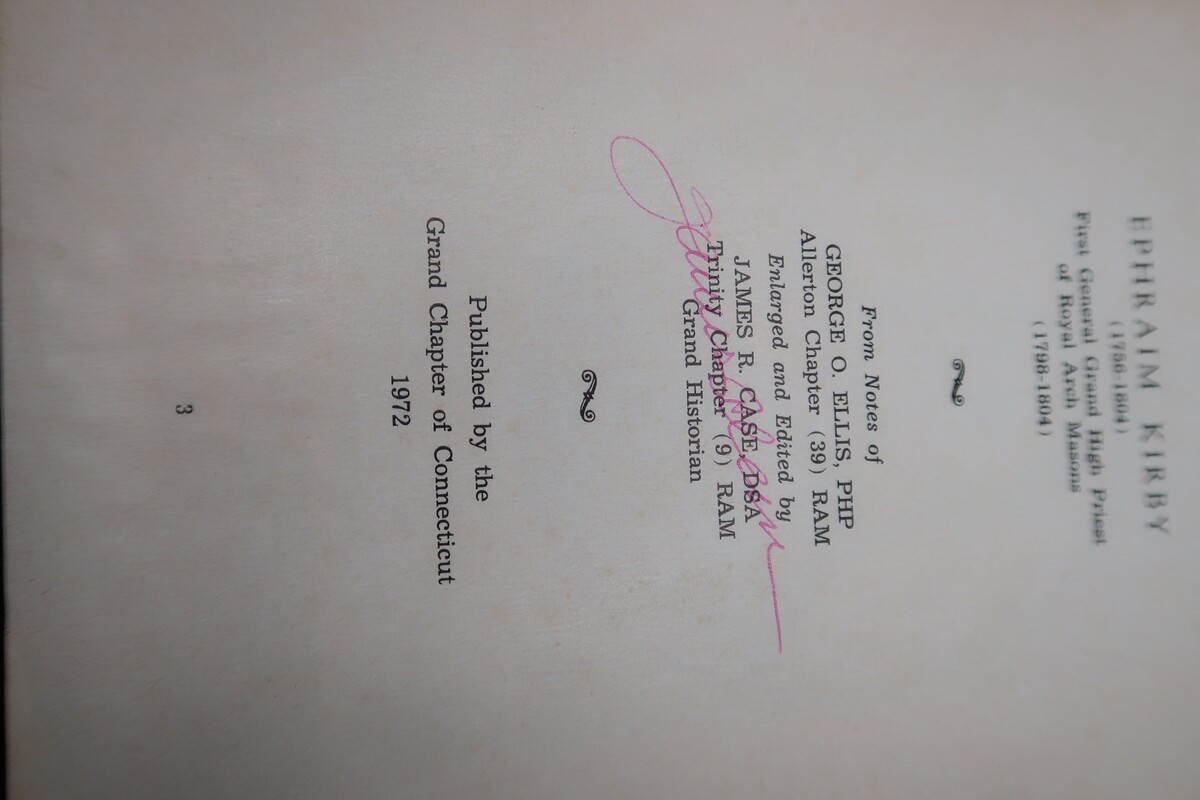 EPHRAIM KIRBY
(1756-1804)
First General Grand High Priest
of Royal Arch Masons
(1798-1804)
From Notes of
GEORGE O. ELLIS, PHP
Allerton Chapter (39) RAM
Enlarged and Edited by
JAMES R. CASE, DSA
Trinity Chapter (9) RAM
Grand Historian
James R Case
Published by the
Grand Chapter of Connecticut
1972
3